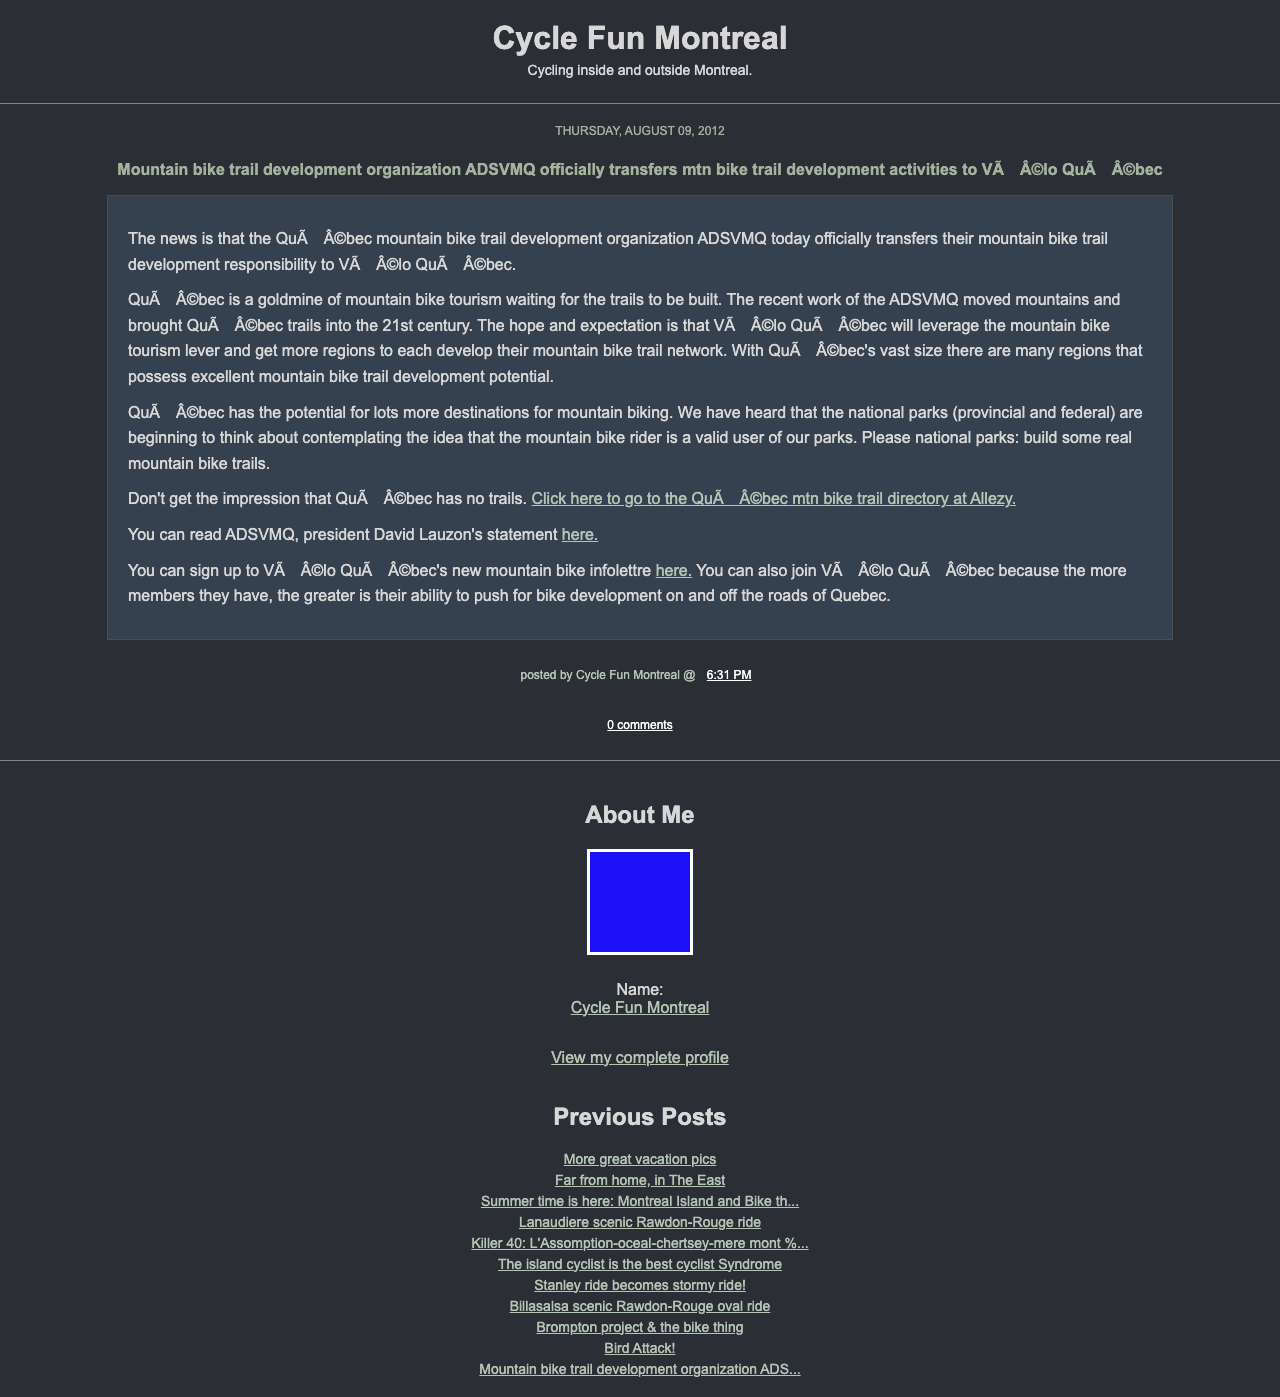 Cycle Fun Montreal
Cycling inside and outside Montreal.
THURSDAY, AUGUST 09, 2012
Mountain bike trail development organization ADSVMQ officially transfers mtn bike trail development activities to VÃ Â©lo QuÃ Â©bec
The news is that the QuÃ Â©bec mountain bike trail development organization ADSVMQ today officially transfers their mountain bike trail
development responsibility to VÃ Â©lo QuÃ Â©bec.
QuÃ Â©bec is a goldmine of mountain bike tourism waiting for the trails to be built. The recent work of the ADSVMQ moved mountains and
brought QuÃ Â©bec trails into the 21st century. The hope and expectation is that VÃ Â©lo QuÃ Â©bec will leverage the mountain bike
tourism lever and get more regions to each develop their mountain bike trail network. With QuÃ Â©bec's vast size there are many regions that
possess excellent mountain bike trail development potential.
QuÃ Â©bec has the potential for lots more destinations for mountain biking. We have heard that the national parks (provincial and federal) are
beginning to think about contemplating the idea that the mountain bike rider is a valid user of our parks. Please national parks: build some real
mountain bike trails.
Don't get the impression that QuÃ Â©bec has no trails. Click here to go to the QuÃ Â©bec mtn bike trail directory at Allezy.
You can read ADSVMQ, president David Lauzon's statement here.
You can sign up to VÃ Â©lo QuÃ Â©bec's new mountain bike infolettre here. You can also join VÃ Â©lo QuÃ Â©bec because the more
members they have, the greater is their ability to push for bike development on and off the roads of Quebec.
posted by Cycle Fun Montreal @ 6:31 PM
0 comments
About Me
Name:
Cycle Fun Montreal
View my complete profile
Previous Posts
More great vacation pics
Far from home, in The East
Summer time is here: Montreal Island and Bike th...
Lanaudiere scenic Rawdon-Rouge ride
Killer 40: L'Assomption-oceal-chertsey-mere mont %...
The island cyclist is the best cyclist Syndrome
Stanley ride becomes stormy ride!
Billasalsa scenic Rawdon-Rouge oval ride
Brompton project & the bike thing
Bird Attack!
Mountain bike trail development organization ADS...